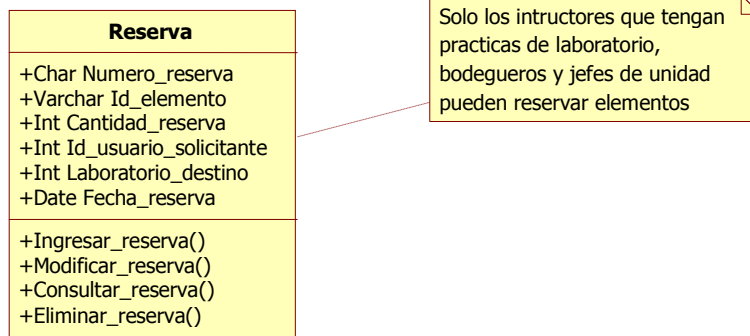 Reserva
+Char Numero_reserva
+Varchar Id_elemento
+Int Cantidad_reserva
+Int Id_usuario_solicitante
+Int Laboratorio_destino
+Date Fecha_reserva
+Ingresar_reserva()
+Modificar_reserva()
+Consultar_reserva()
+Eliminar_reserva()
Solo los intructores que tengan
practicas de laboratorio,
bodegueros y jefes de unidad
pueden reservar elementos